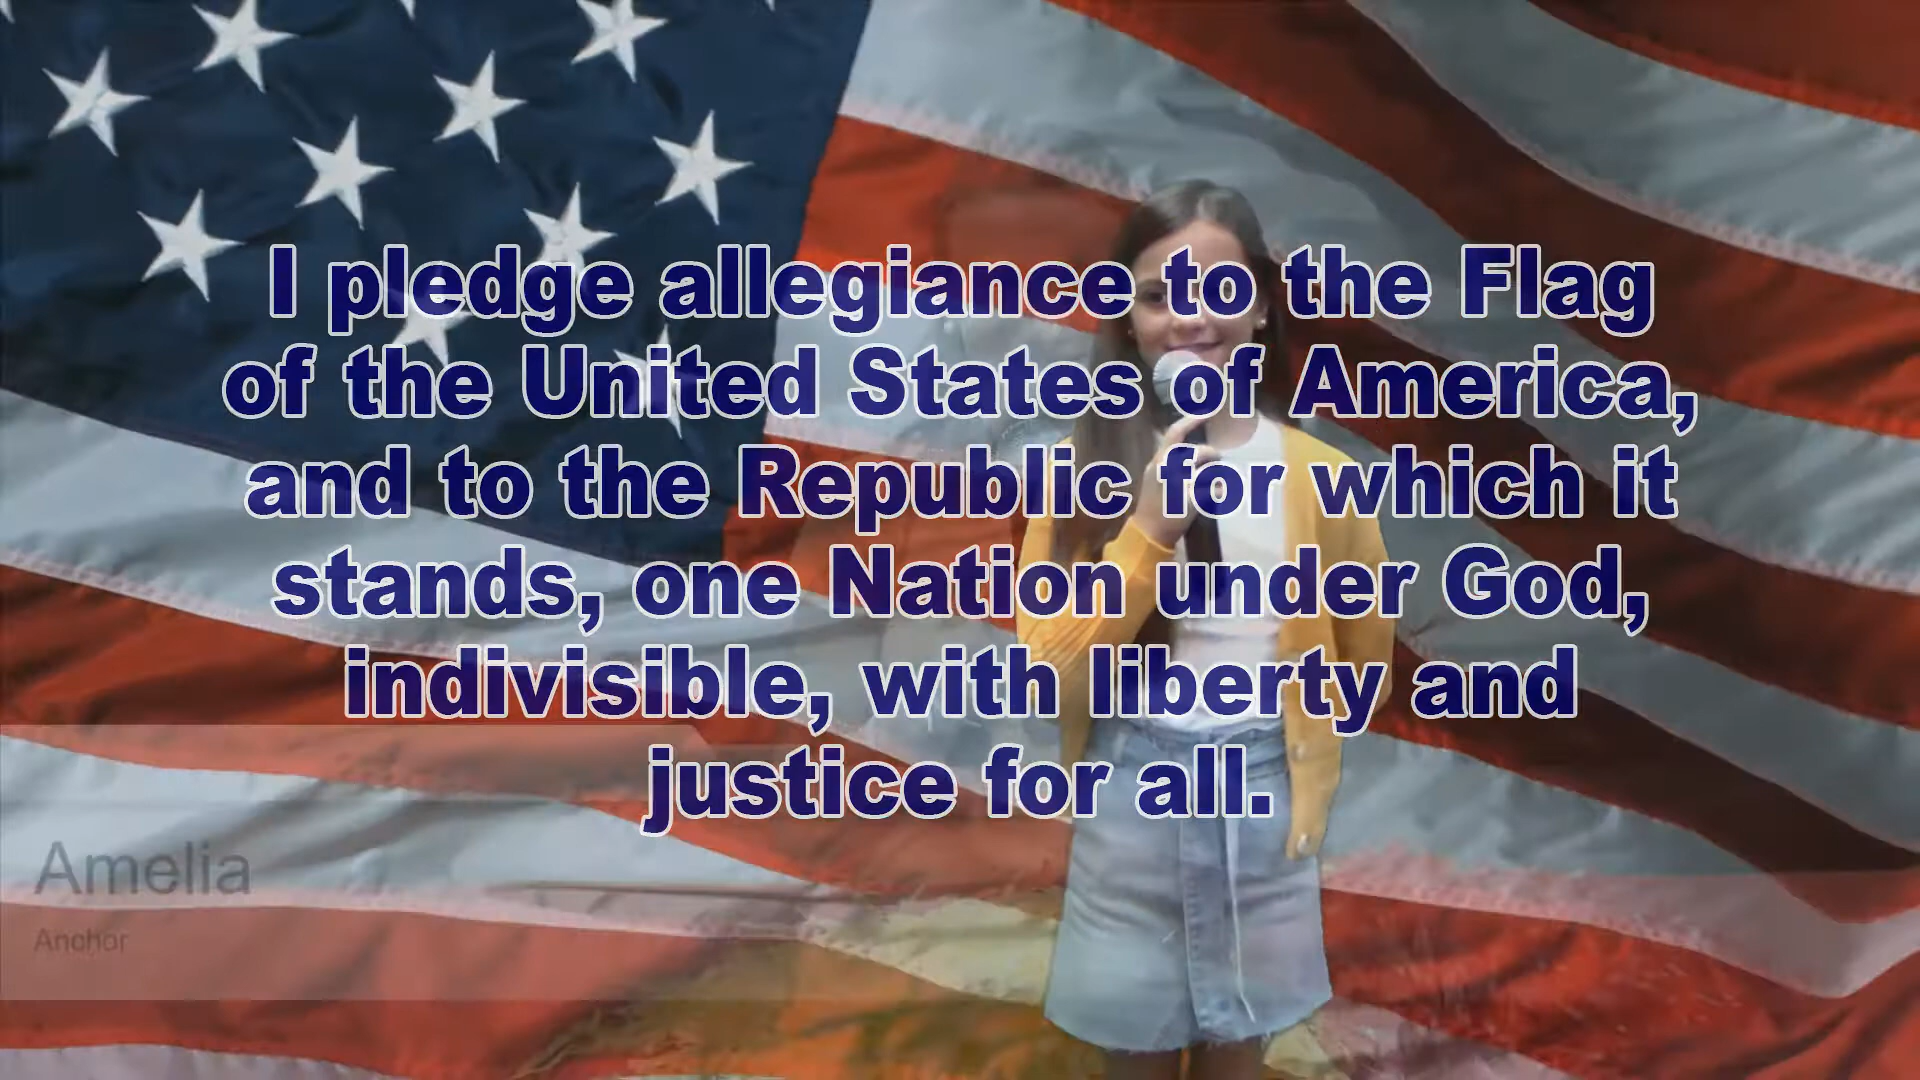 I pledge allegiance to the Flag
of the United States of America,
and to the Republic for which it
stands, one Nation under God,
indivisible, with liberty and
justice for all.
Amelia
Anchor